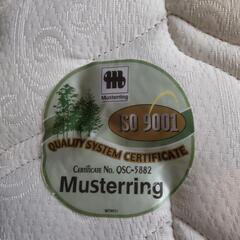 Musterring
ISO 9001
QUALITY SYSTEM CERTIFICATE
Certificate No. QSC-5882
Musterring